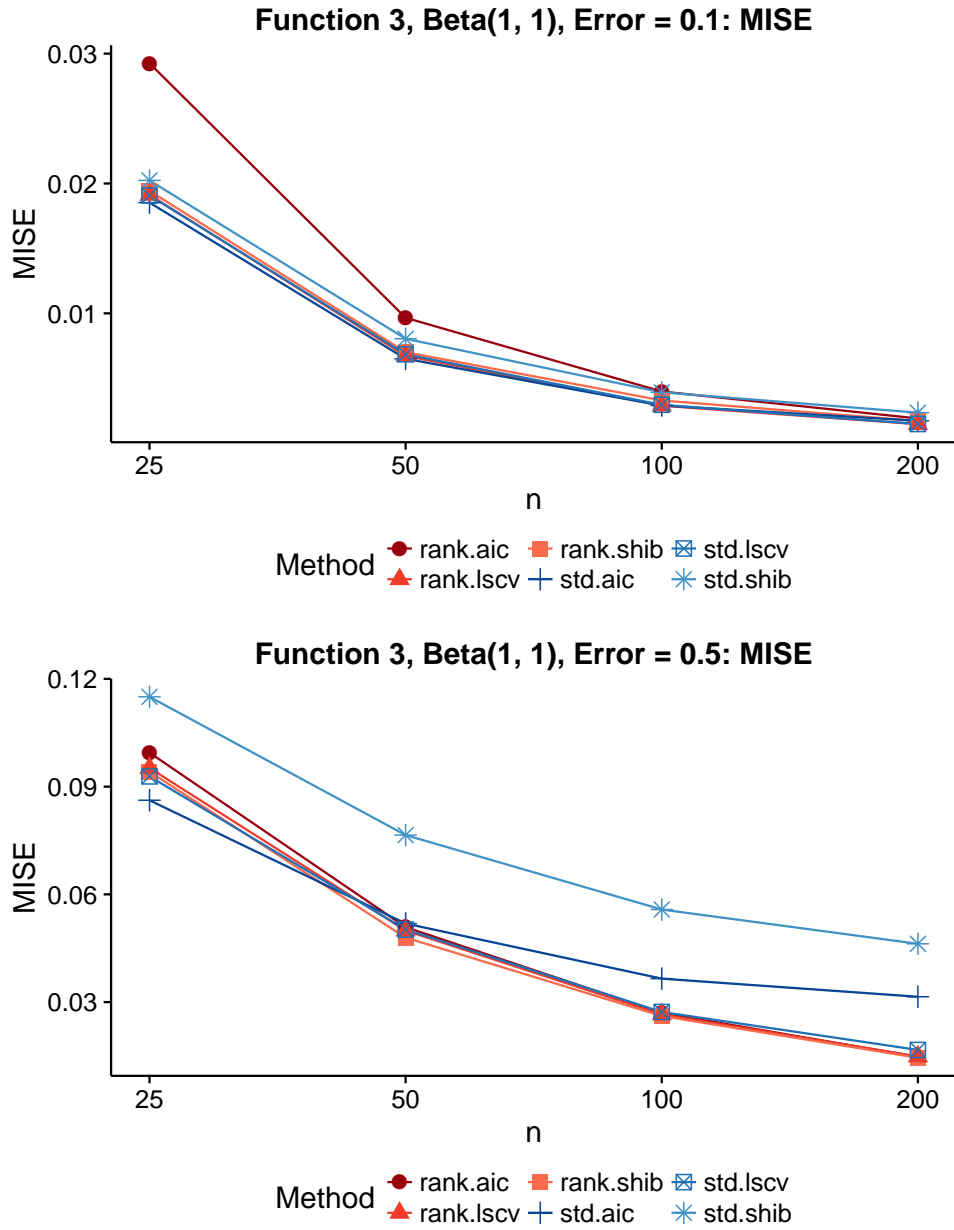 Function 3, Beta(1, 1), Error = 0.1: MISE
0.03
0.02
0.01
MISE
25 50 100 200
n
Method
rank.aic rank.shib std.lscv
rank.lscv std.aic std.shib
Function 3, Beta(1, 1), Error = 0.5: MISE
0.12
0.09
0.06
0.03
MISE
25 50 100 200
n
Method
rank.aic rank.shib std.lscv
rank.lscv std.aic std.shib